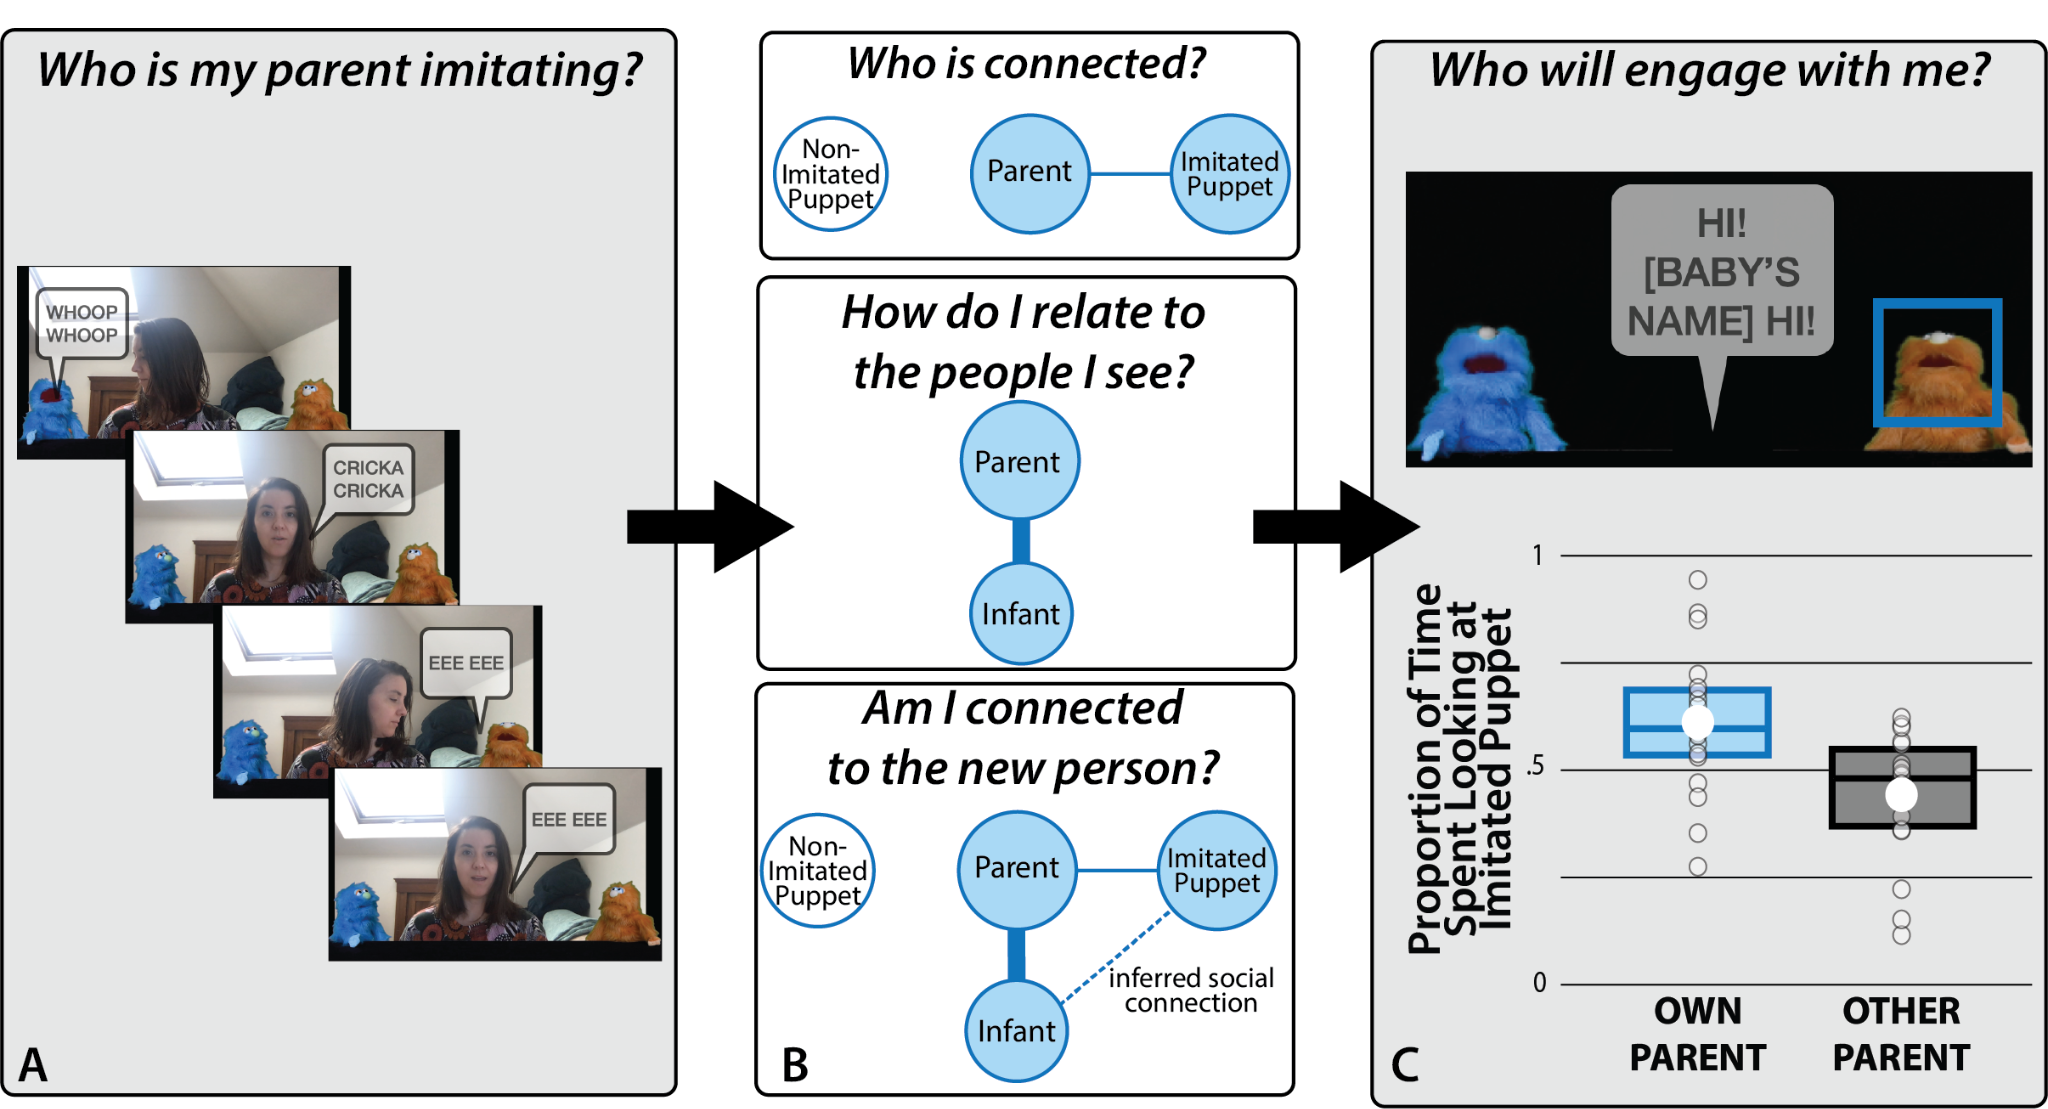 Who is my parent imitating?
WHOOP
WHOOP
CRICKA
CRICKA
EEE EEE
EEE EEE
A
Who is connected?
Non-
Imitated
Puppet
Parent
Imitated
Puppet
How do I relate to
the people I see?
Parent
Infant
Am I connected
to the new person?
Non-
Imitated
Puppet
Parent
Imitated
Puppet
inferred social
connection
Infant
B
Who will engage with me?
HI!
[BABY'S
NAME] HI!
Proportion of Time
Spent Looking at
Imitated Puppet
1
.5
0
OWN
PARENT
OTHER
PARENT
C